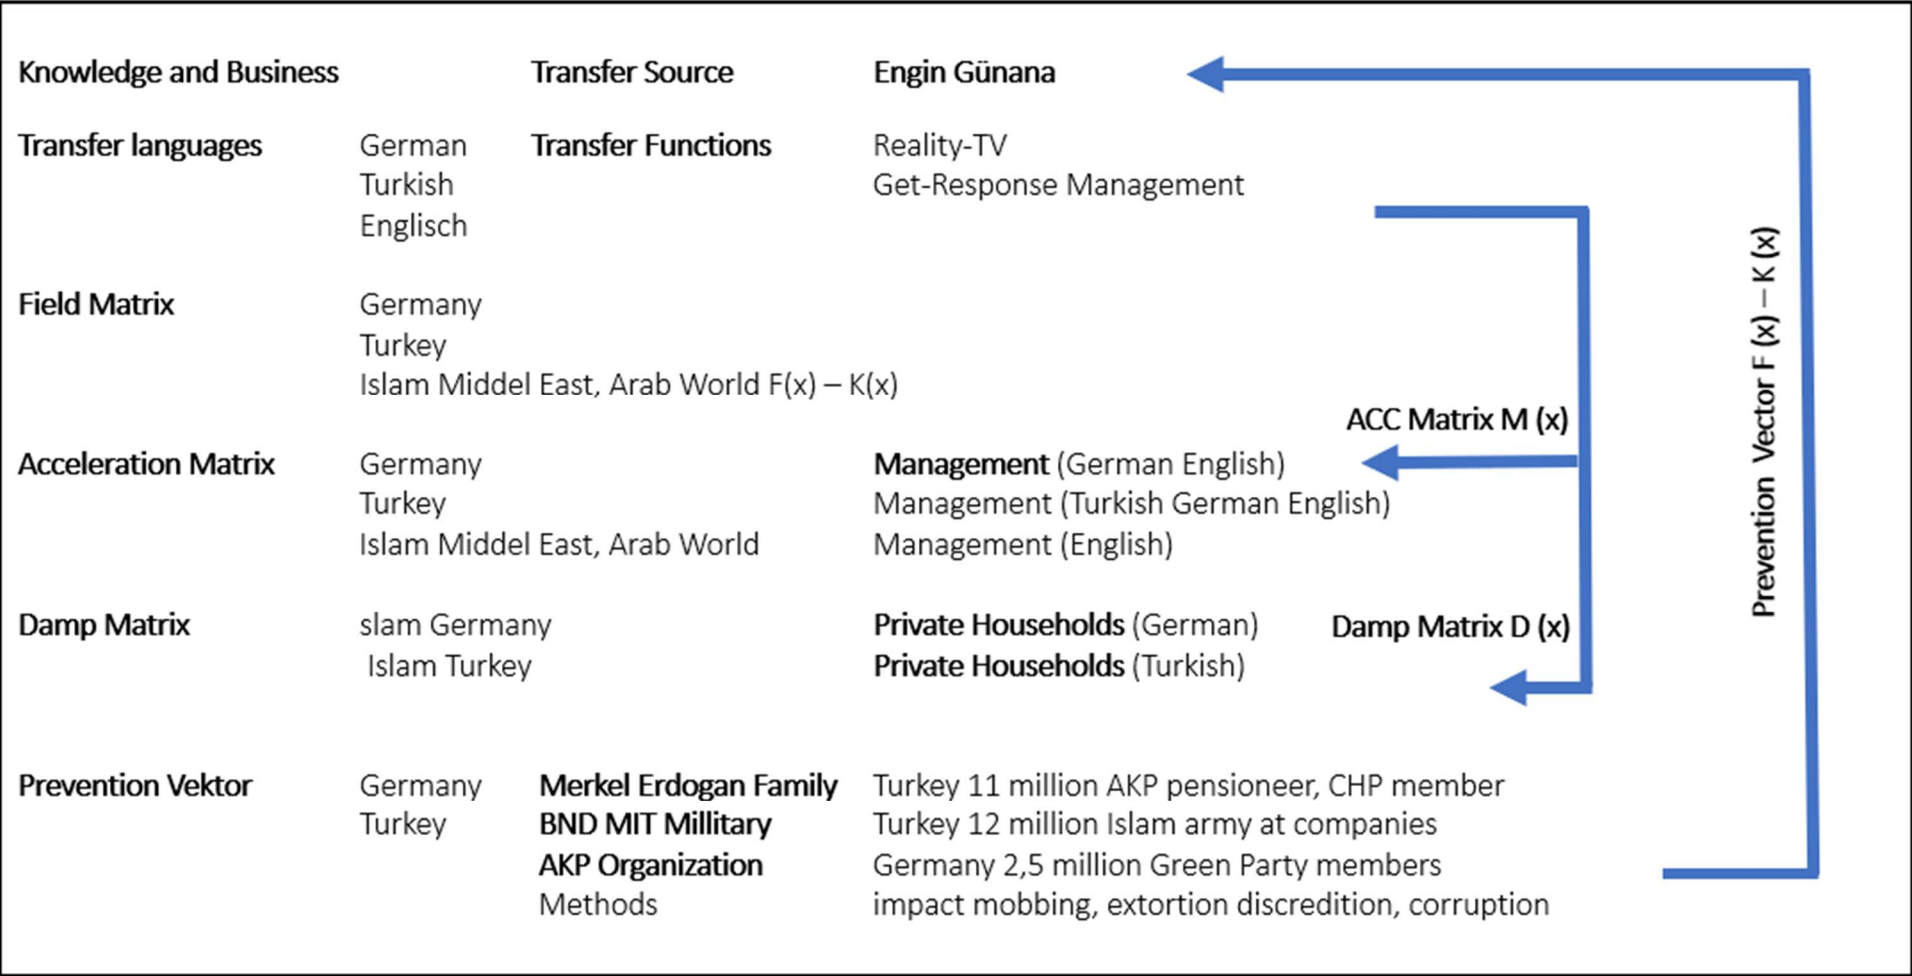 Knowledge and Business Transfer Source Engin Günana
Transfer languages German Transfer Functions Reality-TV
Turkish Get-Response Management
Englisch
Field Matrix Germany
Turkey
Islam Middel East, Arab World F(x) – K(x)
ACC Matrix M (x)
Acceleration Matrix Germany Management (German English)
Turkey Management (Turkish German English)
Islam Middel East, Arab World Management (English)
Damp Matrix slam Germany Private Households (German) Damp Matrix D (x)
Islam Turkey Private Households (Turkish)
Prevention Vektor Germany Merkel Erdogan Family Turkey 11 million AKP pensioneer, CHP member
Turkey BND MIT Millitary Turkey 12 million Islam army at companies
AKP Organization Germany 2,5 million Green Party members
Methods impact mobbing, extortion discredition, corruption
Prevention Vector F (x) – K (x)